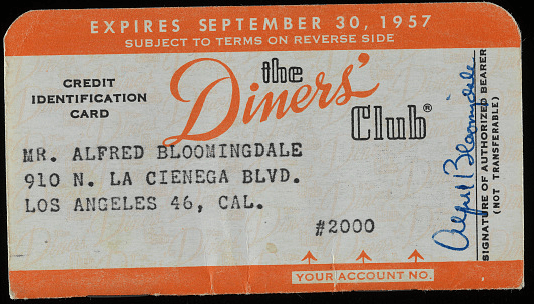 EXPIRES SEPTEMBER 30, 1957
SUBJECT TO TERMS ON REVERSE SIDE
CREDIT
IDENTIFICATION
CARD
the
Diners'
Club®
MR. ALFRED BLOOMINGDALE
910 N. LA CIENEGA BLVD.
LOS ANGELES 46, CAL.
#2000
YOUR ACCOUNT NO.
Alfred Bloomingdale
SIGNATURE OF AUTHORIZED BEARER
(NOT TRANSFERABLE)